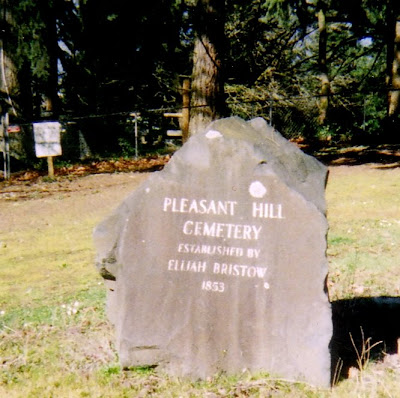 PLEASANT HILL
CEMETERY
ESTABLISHED BY
ELIJAH BRISTOW
1853